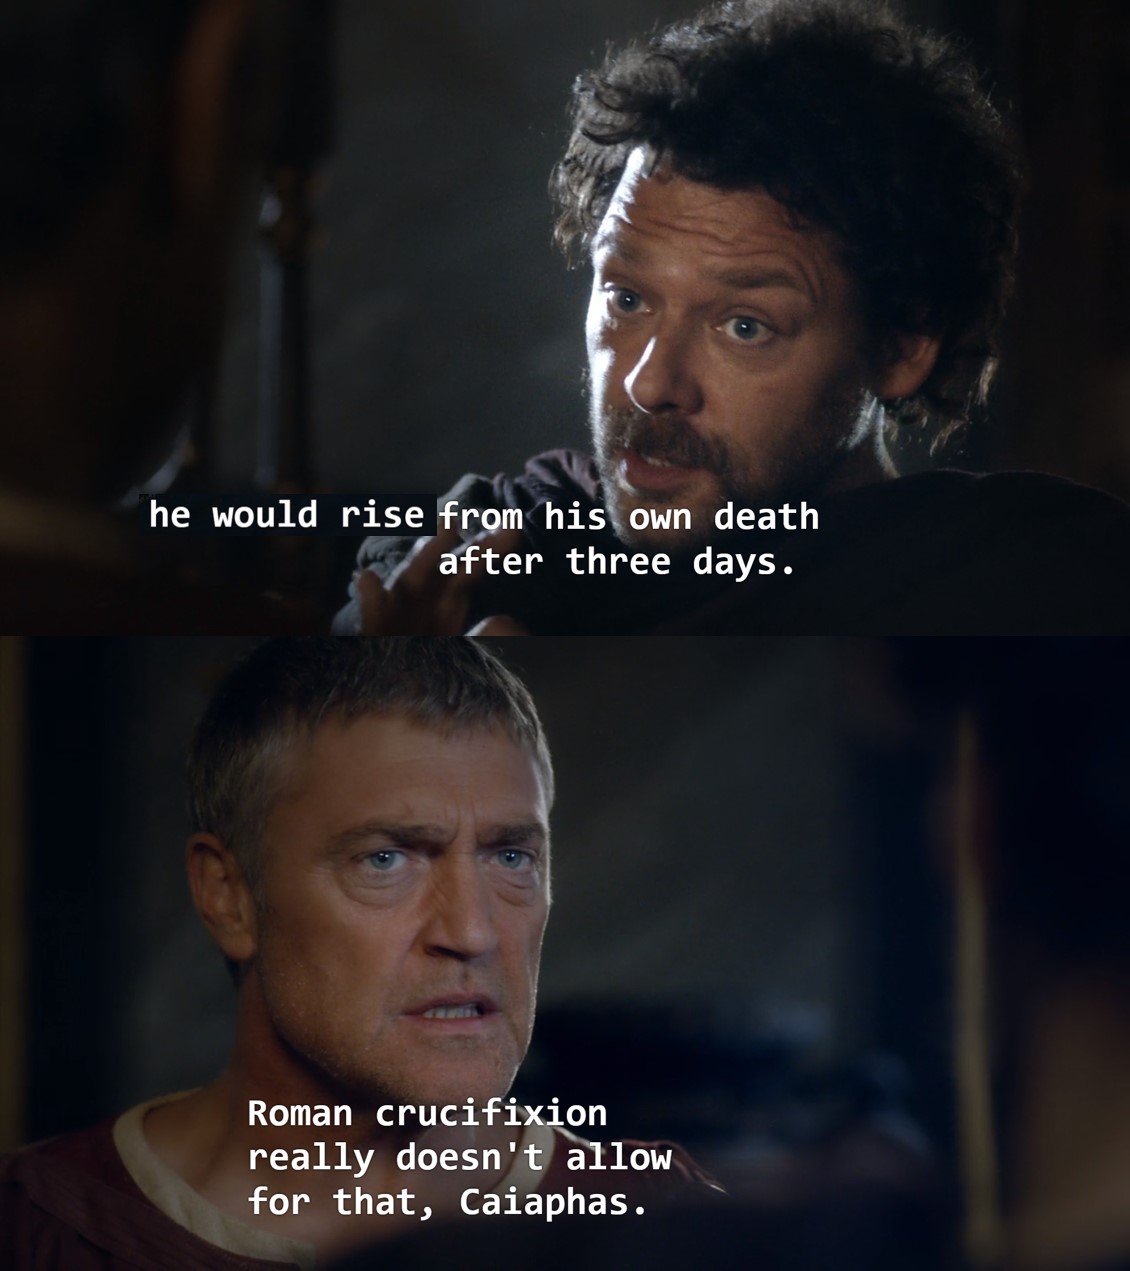 he would rise from his own death
after three days.
Roman crucifixion
really doesn't allow
for that, Caiaphas.